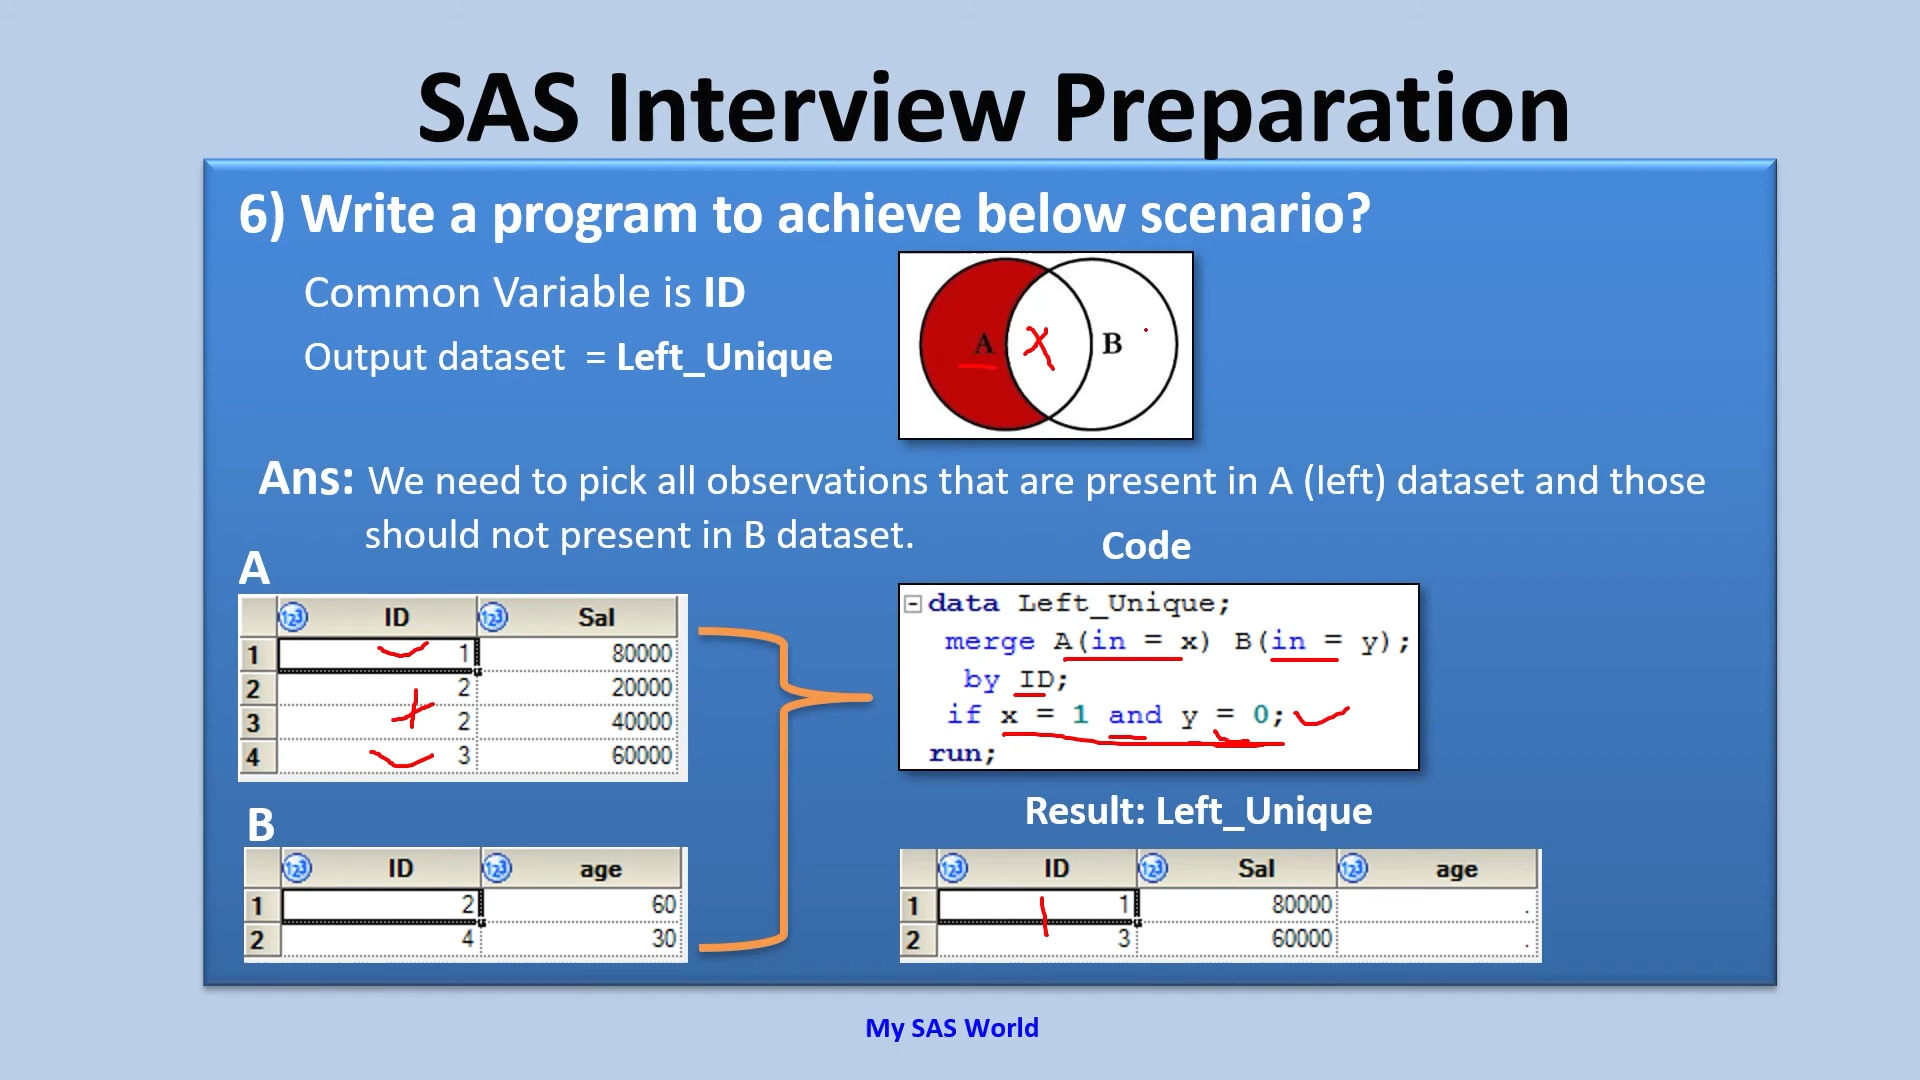 SAS Interview Preparation
6) Write a program to achieve below scenario?
Common Variable is ID
Output dataset = Left_Unique
A B
Ans: We need to pick all observations that are present in A (left) dataset and those
should not present in B dataset.
A
ID Sal
1 1 80000
2 2 20000
3 2 40000
4 3 60000
B
ID age
1 2 60
2 4 30
Code
data Left_Unique;
merge A(in = x) B(in = y);
by ID;
if x = 1 and y = 0;
run;
Result: Left_Unique
ID Sal age
1 1 80000 .
2 3 60000 .
My SAS World